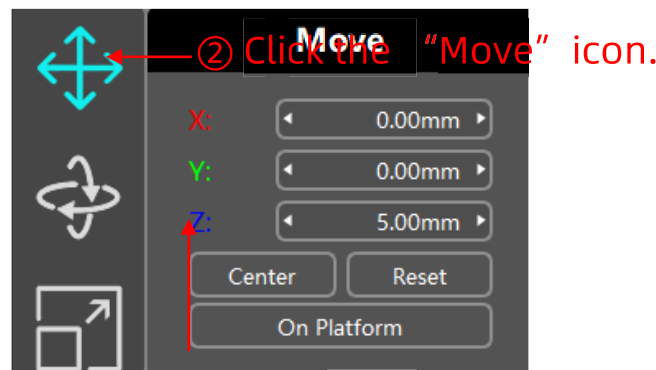 Move
② Click the “Move” icon.
X: 0.00mm
Y: 0.00mm
Z: 5.00mm
Center Reset
On Platform